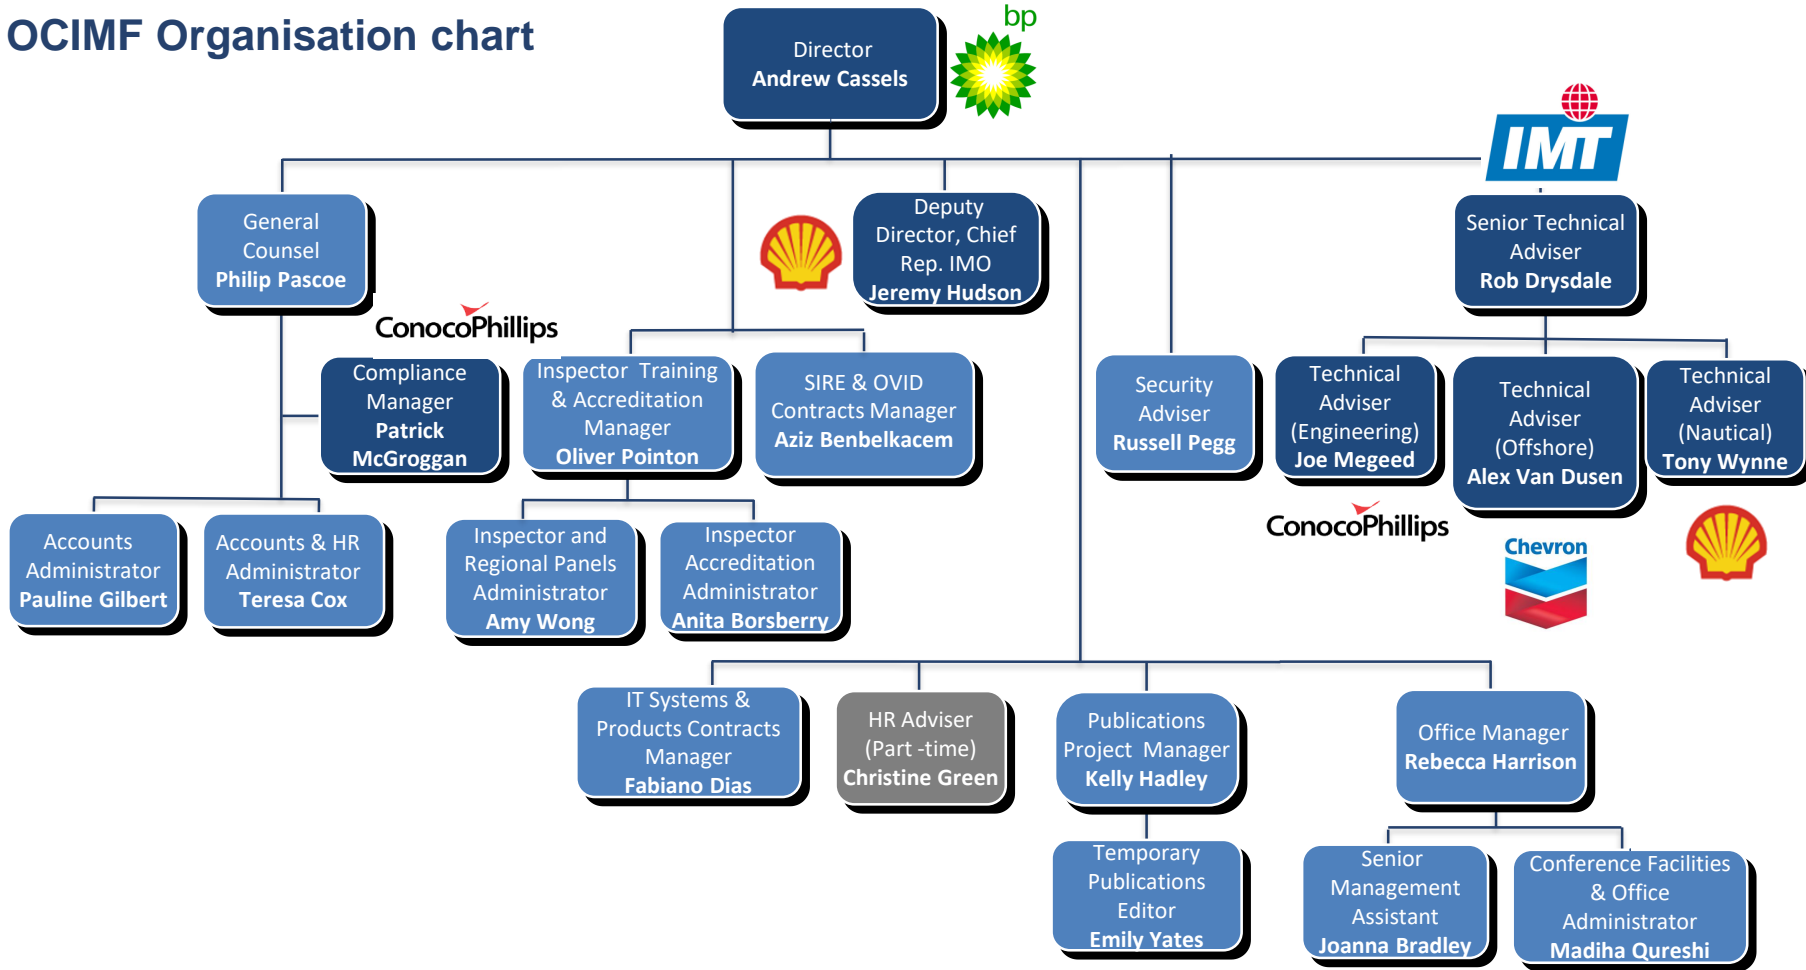 OCIMF Organisation chart
bp
Director
Andrew Cassels
IMT
General
Counsel
Philip Pascoe
Deputy
Director, Chief
Rep. IMO
Jeremy Hudson
Senior Technical
Adviser
Rob Drysdale
ConocoPhillips
Compliance
Manager
Patrick
McGroggan
Inspector Training
& Accreditation
Manager
Oliver Pointon
SIRE & OVID
Contracts Manager
Aziz Benbelkacem
Security
Adviser
Russell Pegg
Technical
Adviser
(Engineering)
Joe Megeed
Technical
Adviser
(Offshore)
Alex Van Dusen
Technical
Adviser
(Nautical)
Tony Wynne
ConocoPhillips
Chevron
Accounts
Administrator
Pauline Gilbert
Accounts & HR
Administrator
Teresa Cox
Inspector and
Regional Panels
Administrator
Amy Wong
Inspector
Accreditation
Administrator
Anita Borsberry
IT Systems &
Products Contracts
Manager
Fabiano Dias
HR Adviser
(Part -time)
Christine Green
Publications
Project Manager
Kelly Hadley
Office Manager
Rebecca Harrison
Temporary
Publications
Editor
Emily Yates
Senior
Management
Assistant
Joanna Bradley
Conference Facilities
& Office
Administrator
Madiha Qureshi